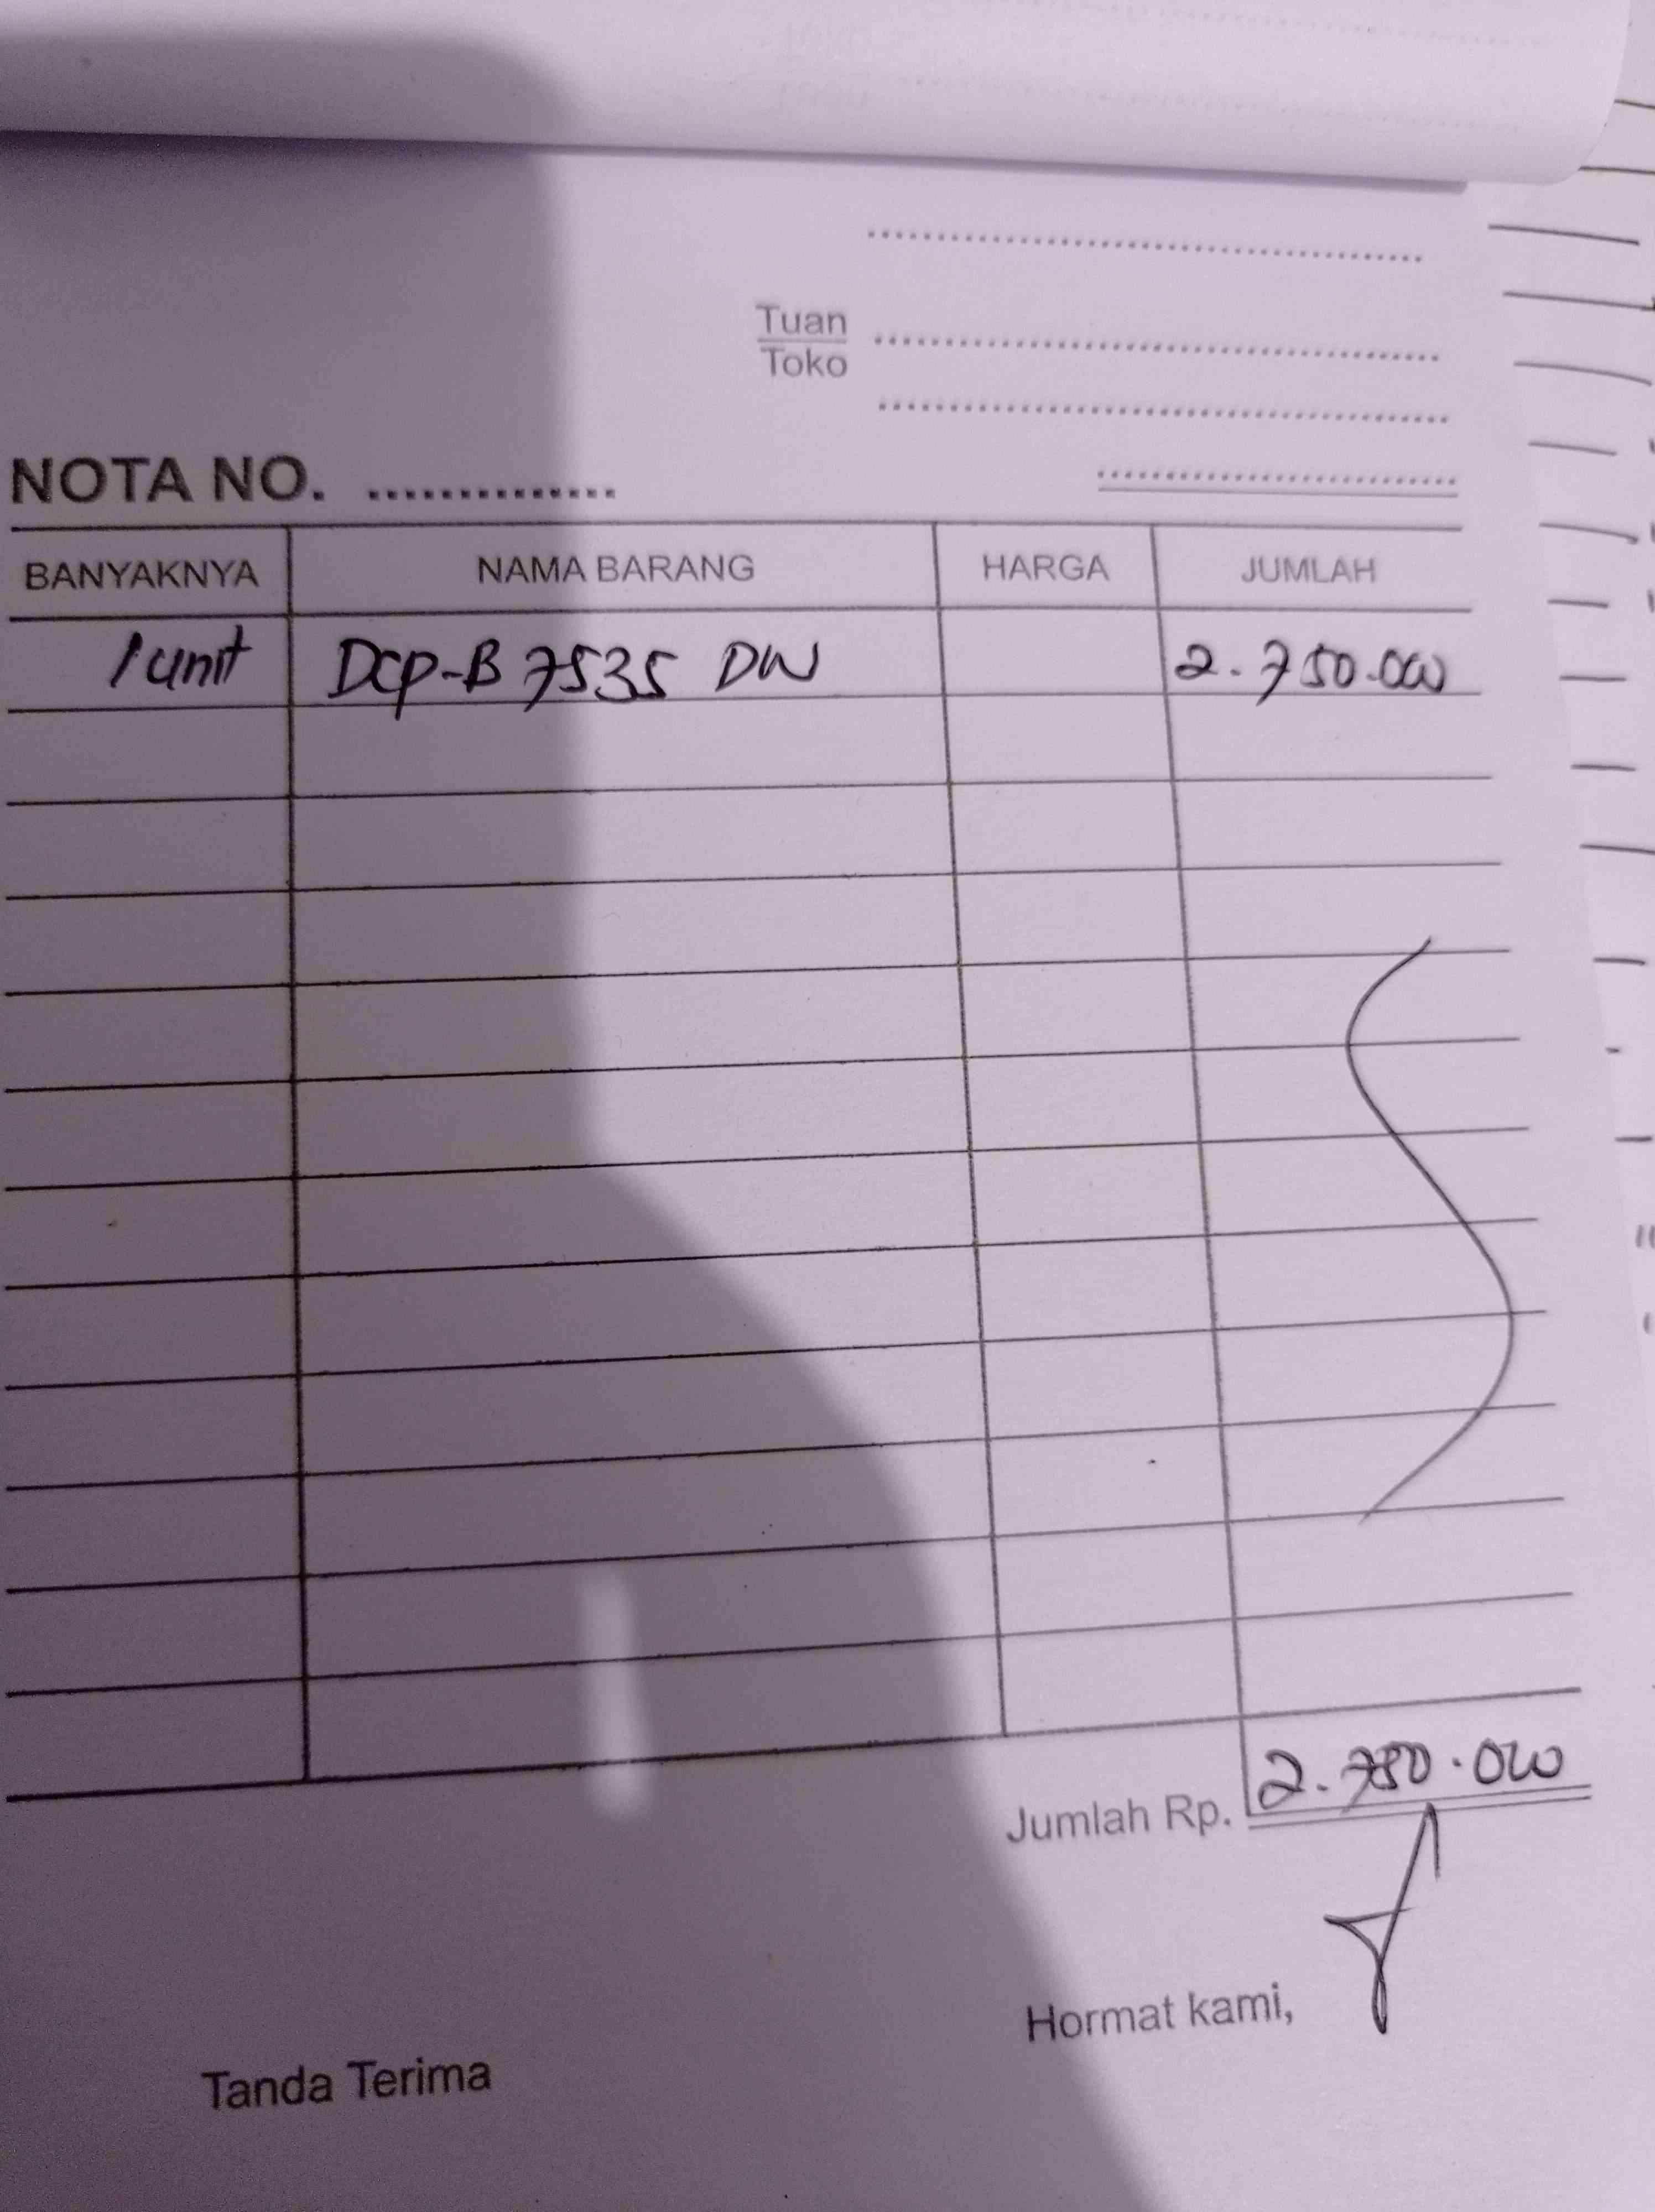 Tuan
Toko
NOTA NO. ..............
BANYAKNYA NAMA BARANG HARGA JUMLAH
1 unit DCP-B 7535 DW 2.750.000
Jumlah Rp. 2.750.000
Hormat kami,
Tanda Terima